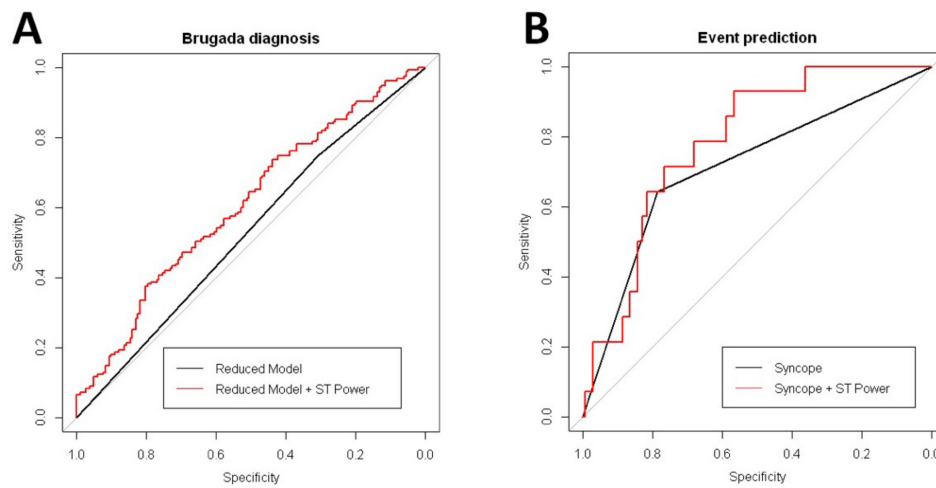 A
Brugada diagnosis
Sensitivity
0.0 0.2 0.4 0.6 0.8 1.0
Reduced Model
Reduced Model + ST Power
1.0 0.8 0.6 0.4 0.2 0.0
Specificity
B
Event prediction
Sensitivity
0.0 0.2 0.4 0.6 0.8 1.0
Syncope
Syncope + ST Power
1.0 0.8 0.6 0.4 0.2 0.0
Specificity